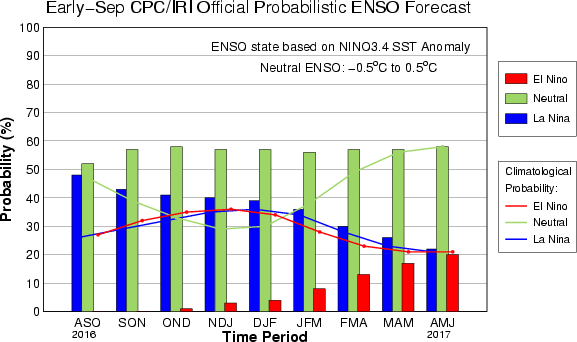 Early-Sep CPC/IRI Official Probabilistic ENSO Forecast
ENSO state based on NINO3.4 SST Anomaly
Neutral ENSO: -0.5°C to 0.5°C
Probability (%)
100
90
80
70
60
50
40
30
20
10
0
ASO SON OND NDJ DJF JFM FMA MAM AMJ
2016 2017
Time Period
El Nino
Neutral
La Nina
Climatological
Probability:
El Nino
Neutral
La Nina